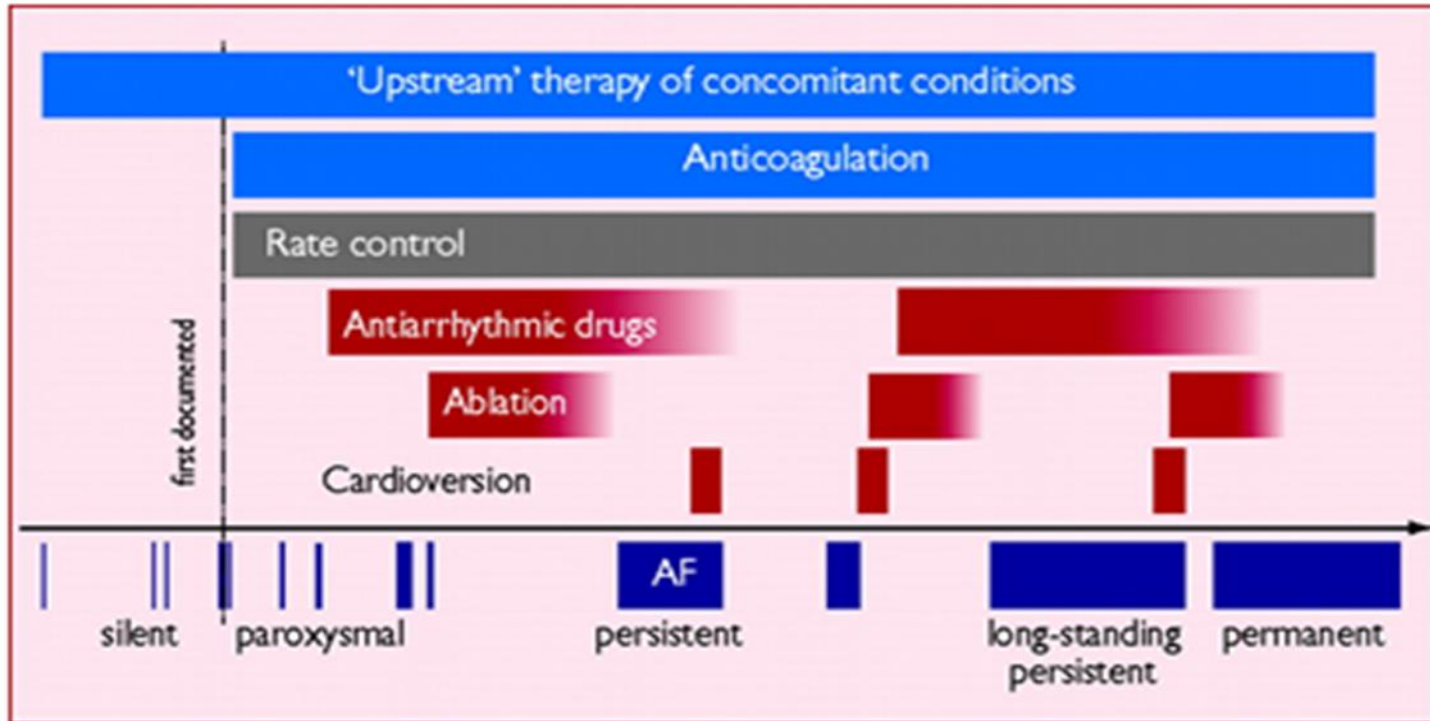 ‘Upstream’ therapy of concomitant conditions
Anticoagulation
Rate control
Antiarrhythmic drugs
Ablation
first documented
Cardioversion
AF
silent
paroxysmal
persistent
long-standing
persistent
permanent